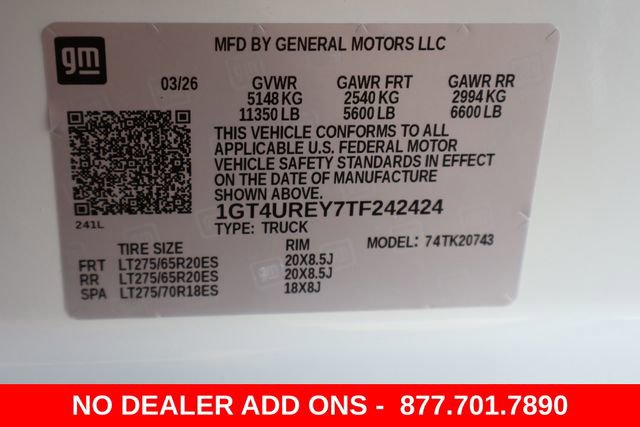 gm
MFD BY GENERAL MOTORS LLC
03/26 GVWR GAWR FRT GAWR RR
5148 KG 2540 KG 2994 KG
11350 LB 5600 LB 6600 LB
THIS VEHICLE CONFORMS TO ALL
APPLICABLE U.S. FEDERAL MOTOR
VEHICLE SAFETY STANDARDS IN EFFECT
ON THE DATE OF MANUFACTURE
SHOWN ABOVE.
1GT4UREY7TF242424
241L
TYPE: TRUCK
MODEL: 74TK20743
TIRE SIZE RIM
FRT LT275/65R20ES 20X8.5J
RR LT275/65R20ES 20X8.5J
SPA LT275/70R18ES 18X8J
NO DEALER ADD ONS - 877.701.7890